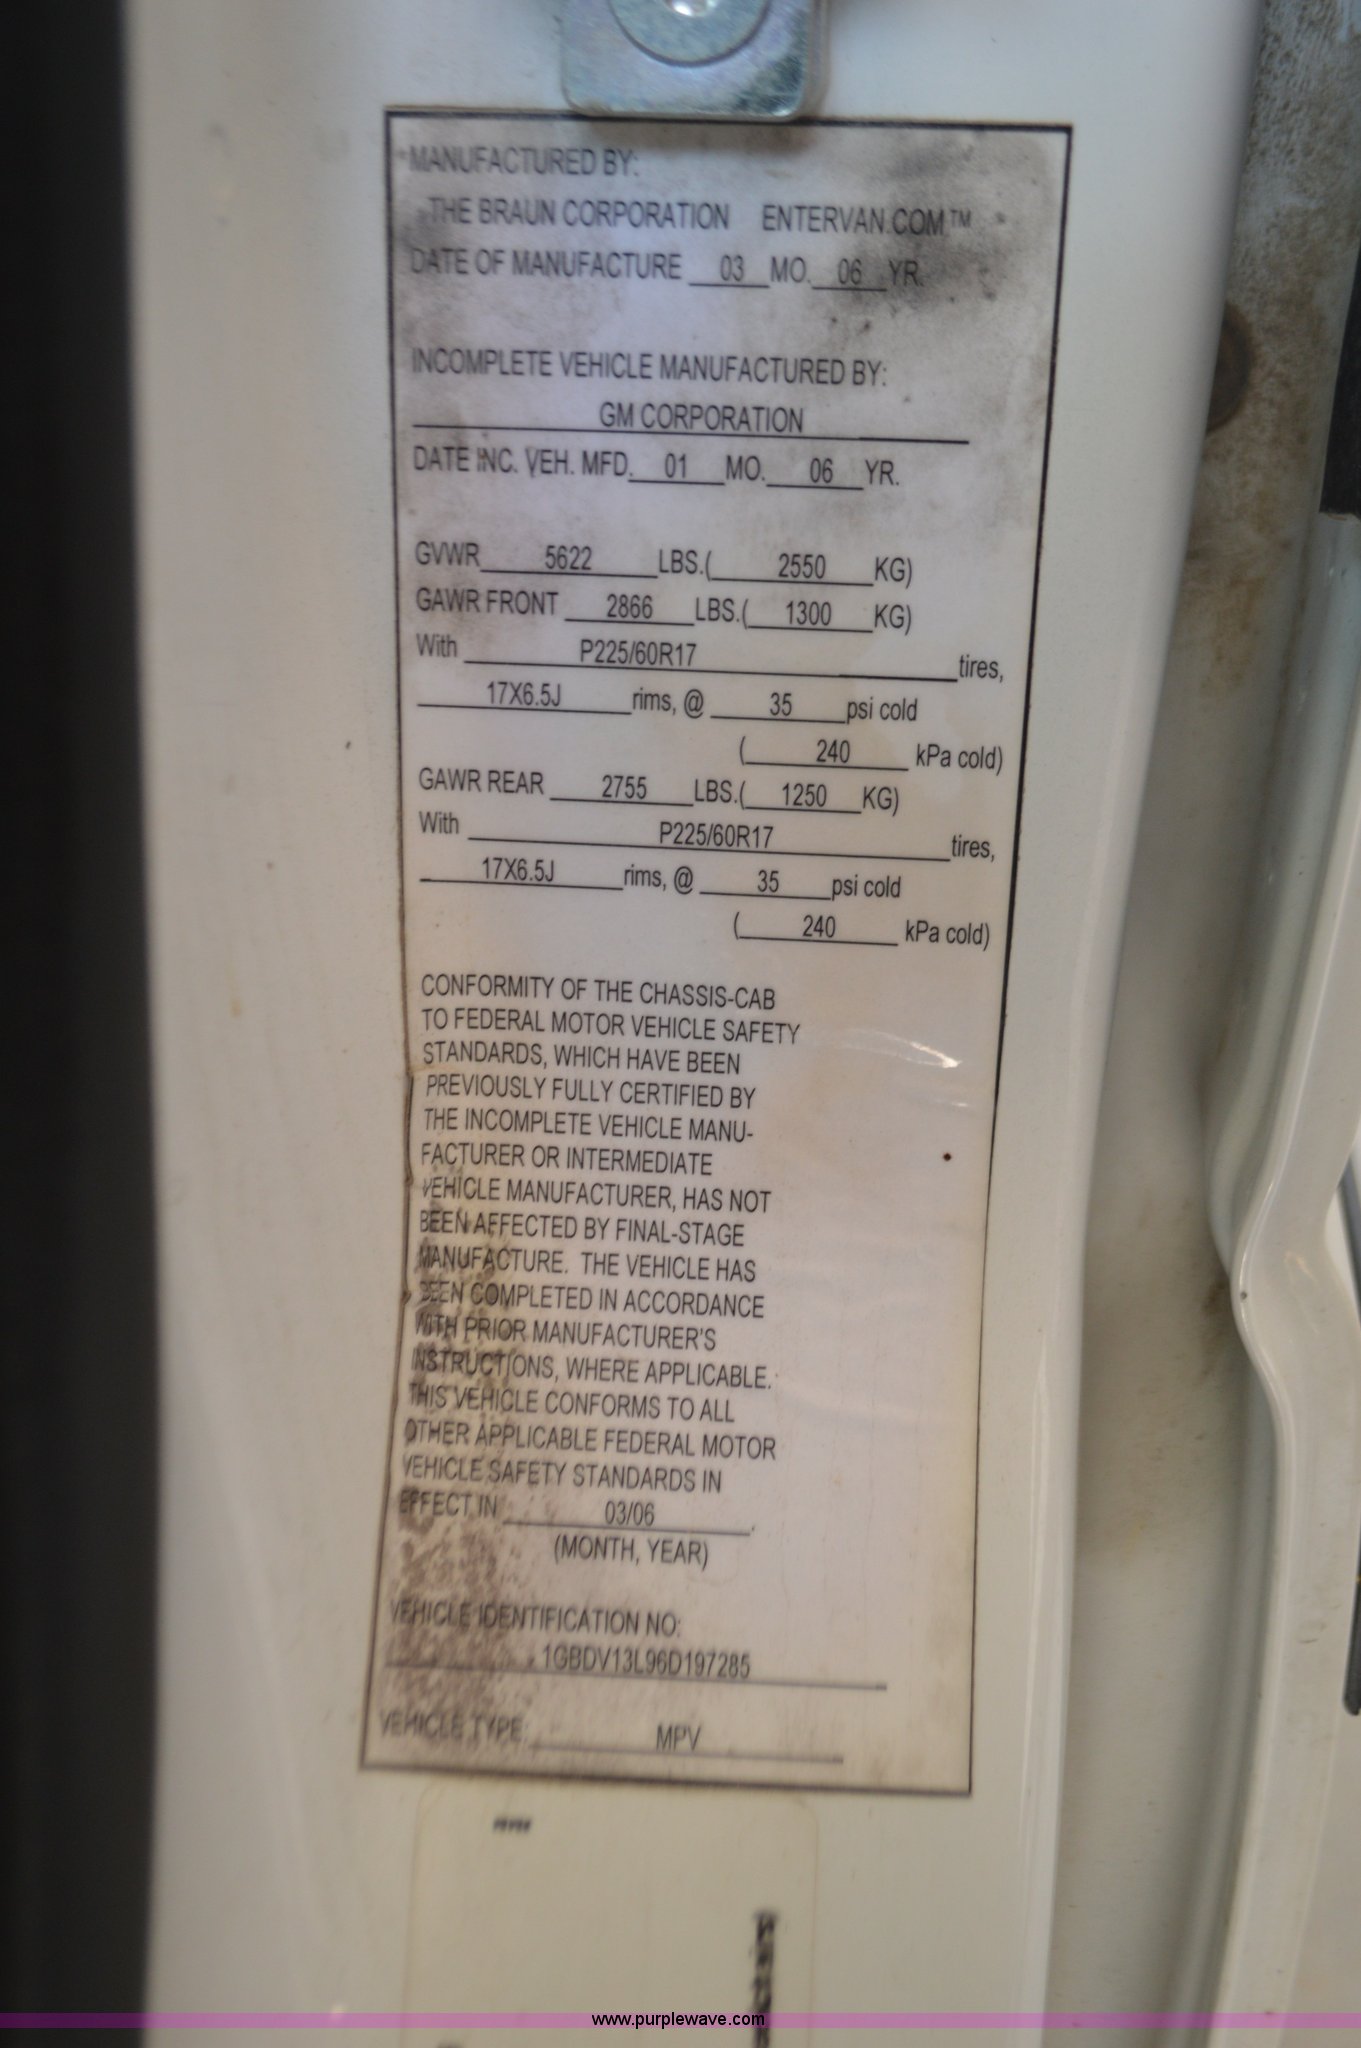 MANUFACTURED BY:
THE BRAUN CORPORATION ENTERVAN.COM™
DATE OF MANUFACTURE 03 MO. 06 YR.
INCOMPLETE VEHICLE MANUFACTURED BY:
GM CORPORATION
DATE INC. VEH. MFD. 01 MO. 06 YR.
GVWR 5622 LBS.( 2550 KG)
GAWR FRONT 2866 LBS.( 1300 KG)
With P225/60R17 tires,
17X6.5J rims, @ 35 psi cold
( 240 kPa cold)
GAWR REAR 2755 LBS.( 1250 KG)
With P225/60R17 tires,
17X6.5J rims, @ 35 psi cold
( 240 kPa cold)
CONFORMITY OF THE CHASSIS-CAB
TO FEDERAL MOTOR VEHICLE SAFETY
STANDARDS, WHICH HAVE BEEN
PREVIOUSLY FULLY CERTIFIED BY
THE INCOMPLETE VEHICLE MANU-
FACTURER OR INTERMEDIATE
VEHICLE MANUFACTURER, HAS NOT
BEEN AFFECTED BY FINAL-STAGE
MANUFACTURE. THE VEHICLE HAS
BEEN COMPLETED IN ACCORDANCE
WITH PRIOR MANUFACTURER'S
INSTRUCTIONS, WHERE APPLICABLE.
THIS VEHICLE CONFORMS TO ALL
OTHER APPLICABLE FEDERAL MOTOR
VEHICLE SAFETY STANDARDS IN
EFFECT IN 03/06.
(MONTH, YEAR)
VEHICLE IDENTIFICATION NO:
1GBDV13L96D197285
VEHICLE TYPE: MPV
www.purplewave.com